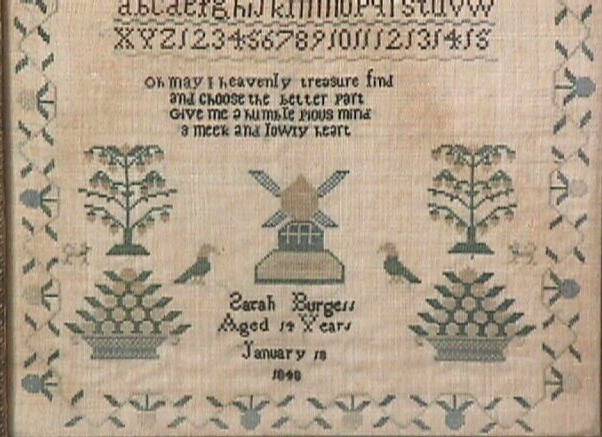 abcdefghijklmnopqrstuvw
XYZ123456789101112131415
Oh may I heavenly treasure find
and choose the better part
Give me a humble pious mind
a meek and lowly heart
Sarah Burgess
Aged 14 Years
January 18
1848